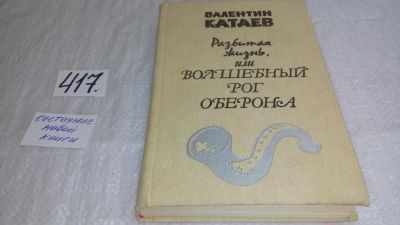 417.
состояние
новой
книги
ВАЛЕНТИН
КАТАЕВ
Разбитая
жизнь,
или
ВОЛШЕБНЫЙ
РОГ
ОБЕРОНА